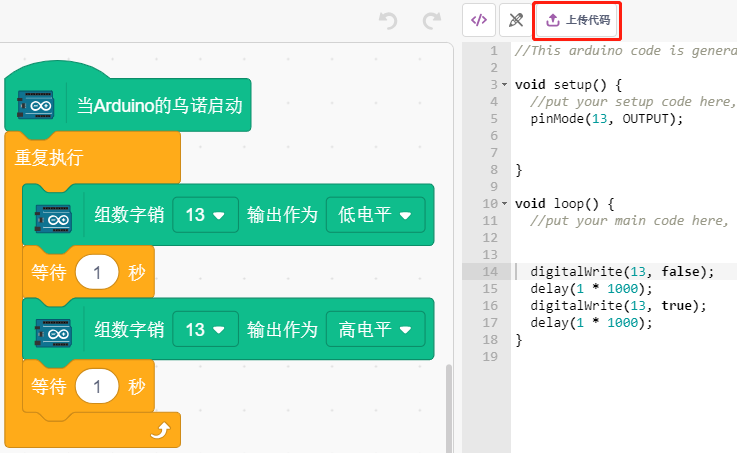 </> 上传代码
当Arduino的乌诺启动
重复执行
组数字销 13 输出作为 低电平
等待 1 秒
组数字销 13 输出作为 高电平
等待 1 秒
1 //This arduino code is genera
2
3 void setup() {
4 //put your setup code here,
5 pinMode(13, OUTPUT);
6
7
8 }
9
10 void loop() {
11 //put your main code here,
12
13
14 digitalWrite(13, false);
15 delay(1 * 1000);
16 digitalWrite(13, true);
17 delay(1 * 1000);
18 }
19